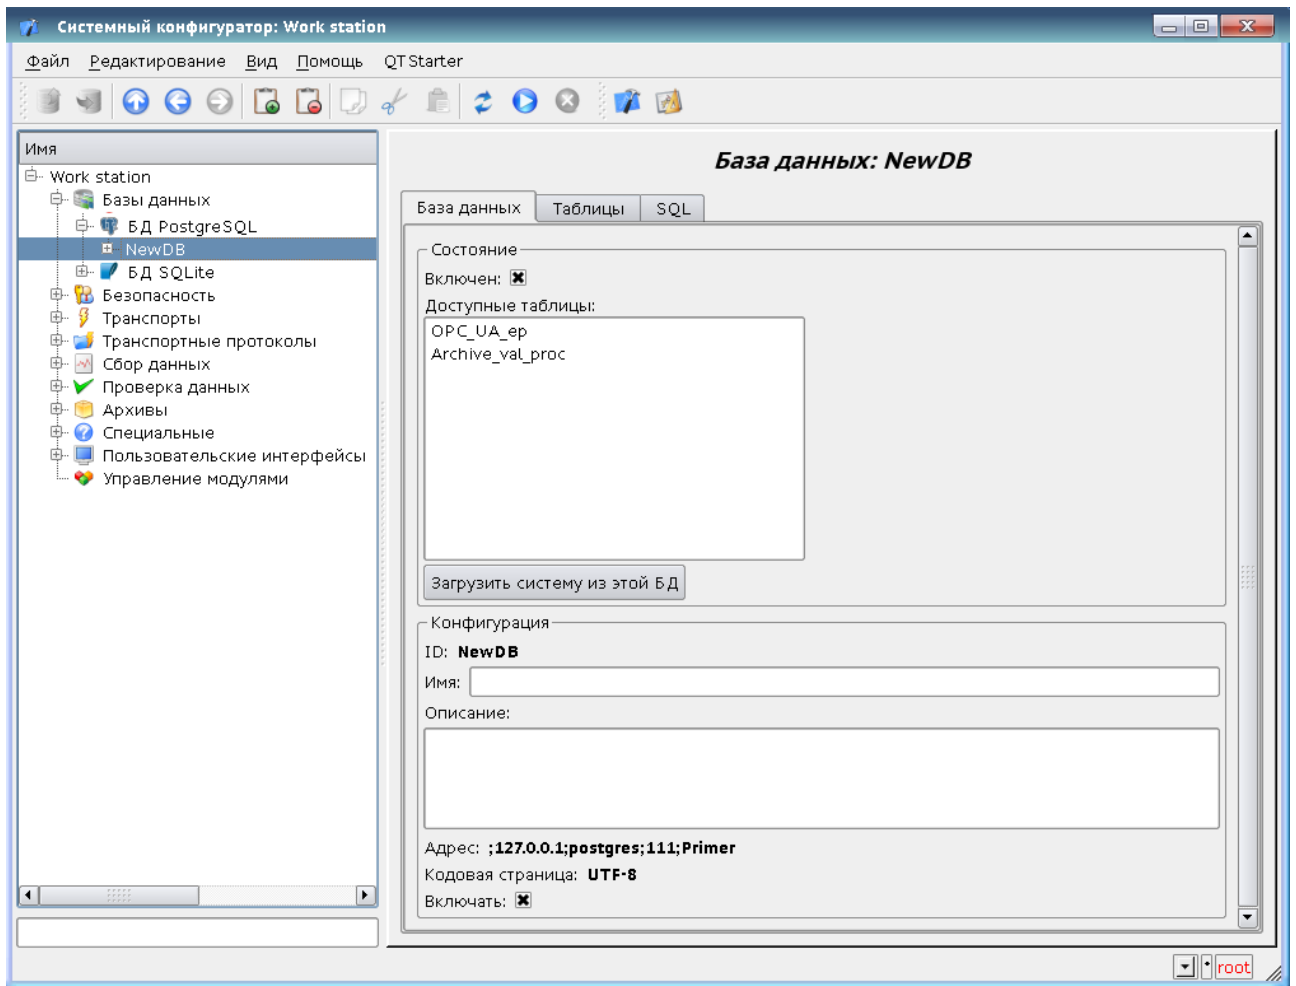 Системный конфигуратор: Work station
Файл Редактирование Вид Помощь QTStarter
Имя
Work station
Базы данных
БД PostgreSQL
NewDB
БД SQLite
Безопасность
Транспорты
Транспортные протоколы
Сбор данных
Проверка данных
Архивы
Специальные
Пользовательские интерфейсы
Управление модулями
База данных: NewDB
База данных Таблицы SQL
Состояние
Включен:
Доступные таблицы:
OPC_UA_ep
Archive_val_proc
Загрузить систему из этой БД
Конфигурация
ID: NewDB
Имя:
Описание:
Адрес: ;127.0.0.1;postgres;111;Primer
Кодовая страница: UTF-8
Включать:
* root